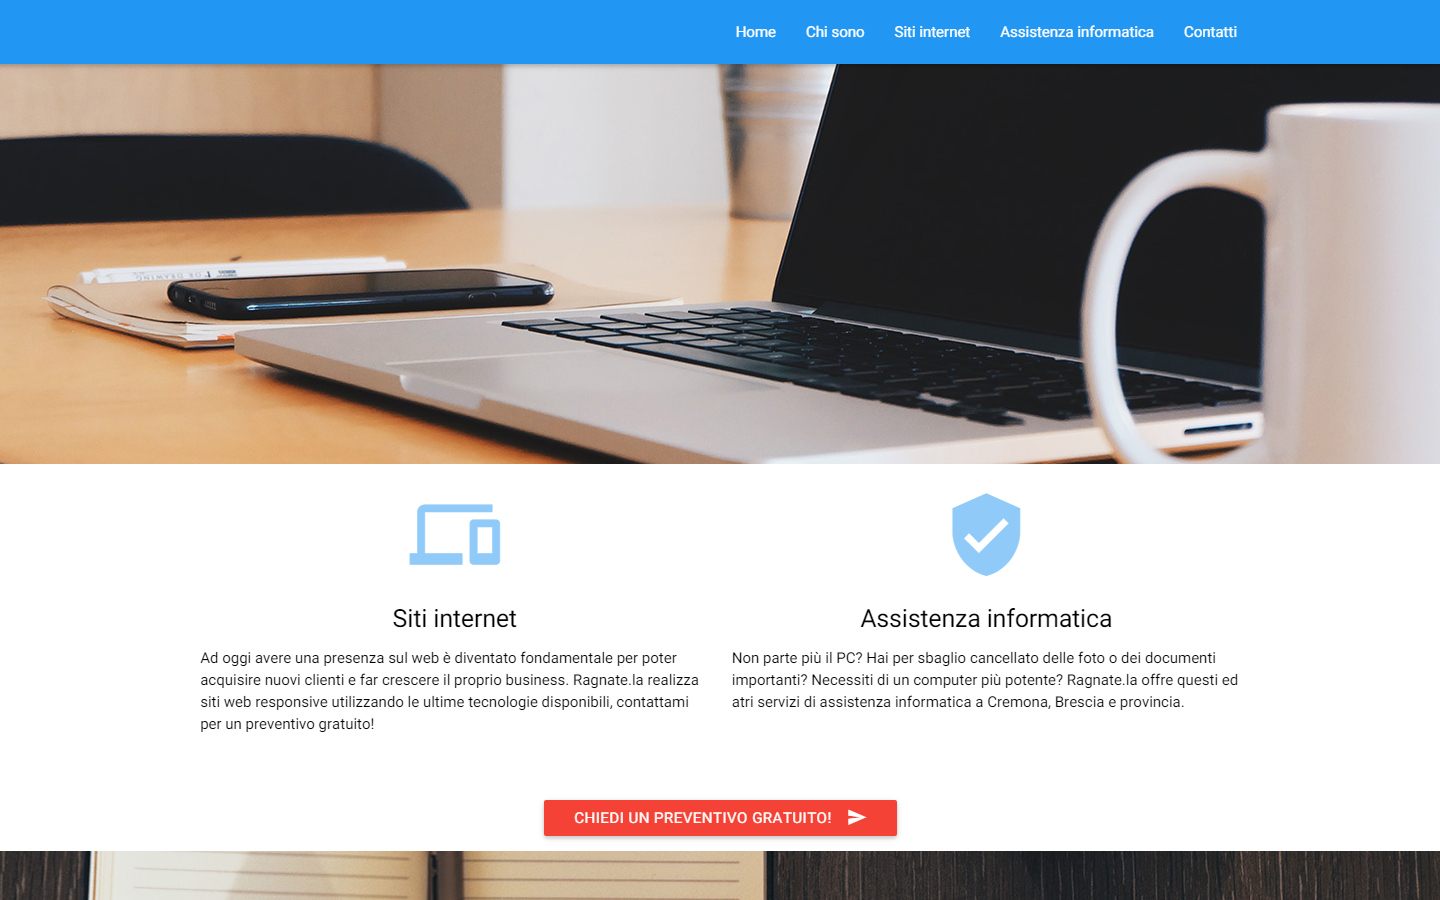 Home Chi sono Siti internet Assistenza informatica Contatti
Siti internet
Ad oggi avere una presenza sul web è diventato fondamentale per poter
acquisire nuovi clienti e far crescere il proprio business. Ragnate.la realizza
siti web responsive utilizzando le ultime tecnologie disponibili, contattami
per un preventivo gratuito!
Assistenza informatica
Non parte più il PC? Hai per sbaglio cancellato delle foto o dei documenti
importanti? Necessiti di un computer più potente? Ragnate.la offre questi ed
atri servizi di assistenza informatica a Cremona, Brescia e provincia.
CHIEDI UN PREVENTIVO GRATUITO!